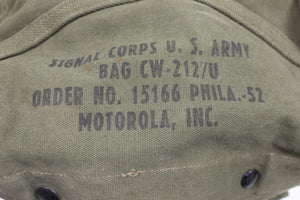 SIGNAL CORPS U. S. ARMY
BAG CW-212/U
ORDER NO. 15166 PHILA.-52
MOTOROLA, INC.